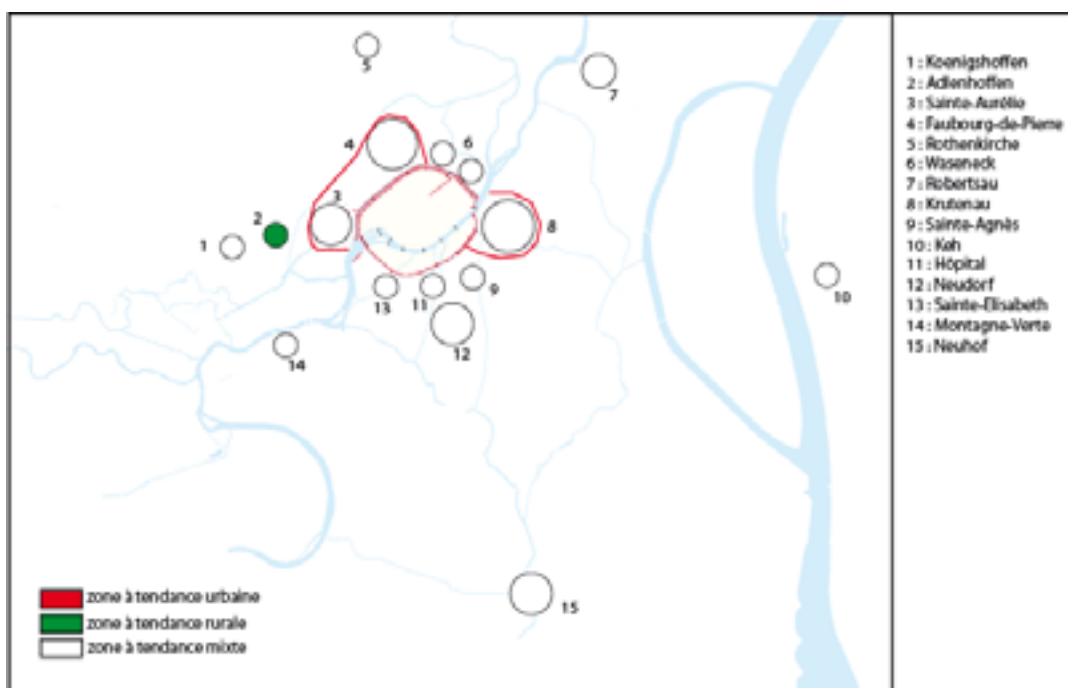 5
7
4
6
3
2
8
1
9
10
13
11
12
14
15
zone à tendance urbaine
zone à tendance rurale
zone à tendance mixte
1 : Koenigshoffen
2 : Adlenhoffen
3 : Sainte-Aurélie
4 : Faubourg-de-Pierre
5 : Rothenkirche
6 : Waseneck
7 : Robertsau
8 : Krutenau
9 : Sainte-Agnès
10 : Keh
11 : Hôpital
12 : Neudorf
13 : Sainte-Elisabeth
14 : Montagne-Verte
15 : Neuhof